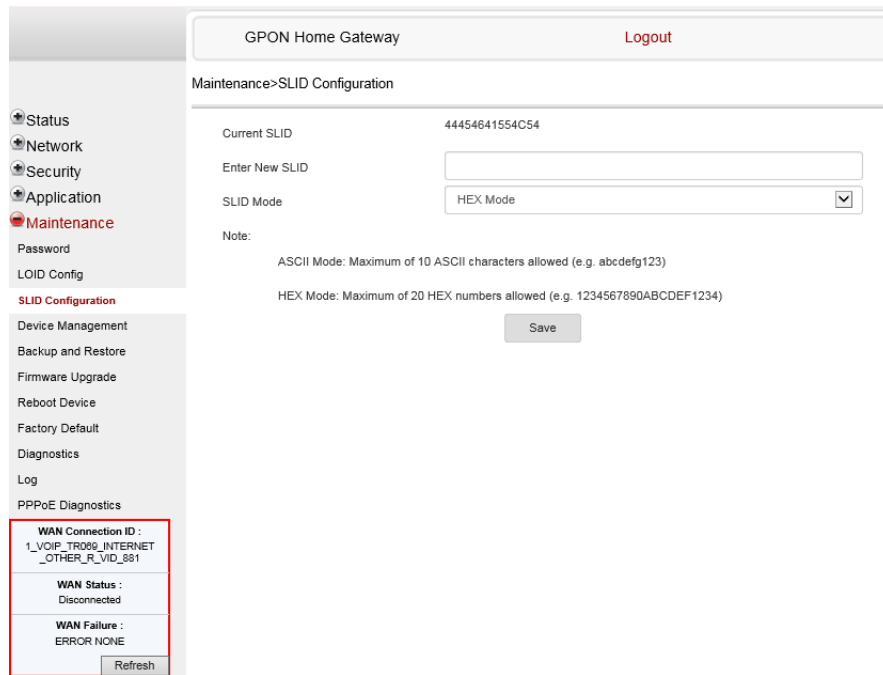 GPON Home Gateway
Logout
Maintenance>SLID Configuration
Status
Network
Security
Application
Maintenance
Password
LOID Config
SLID Configuration
Device Management
Backup and Restore
Firmware Upgrade
Reboot Device
Factory Default
Diagnostics
Log
PPPoE Diagnostics
WAN Connection ID :
1_VOIP_TR069_INTERNET
_OTHER_R_VID_881
WAN Status :
Disconnected
WAN Failure :
ERROR NONE
Refresh
Current SLID
44454641554C54
Enter New SLID
SLID Mode
HEX Mode
Note:
ASCII Mode: Maximum of 10 ASCII characters allowed (e.g. abcdefg123)
HEX Mode: Maximum of 20 HEX numbers allowed (e.g. 1234567890ABCDEF1234)
Save